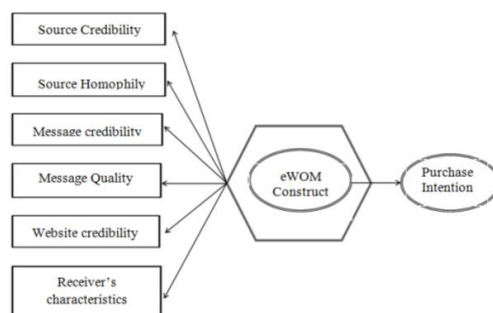 Source Credibility
Source Homophily
Message credibility
Message Quality
Website credibility
Receiver's
characteristics
eWOM
Construct
Purchase
Intention